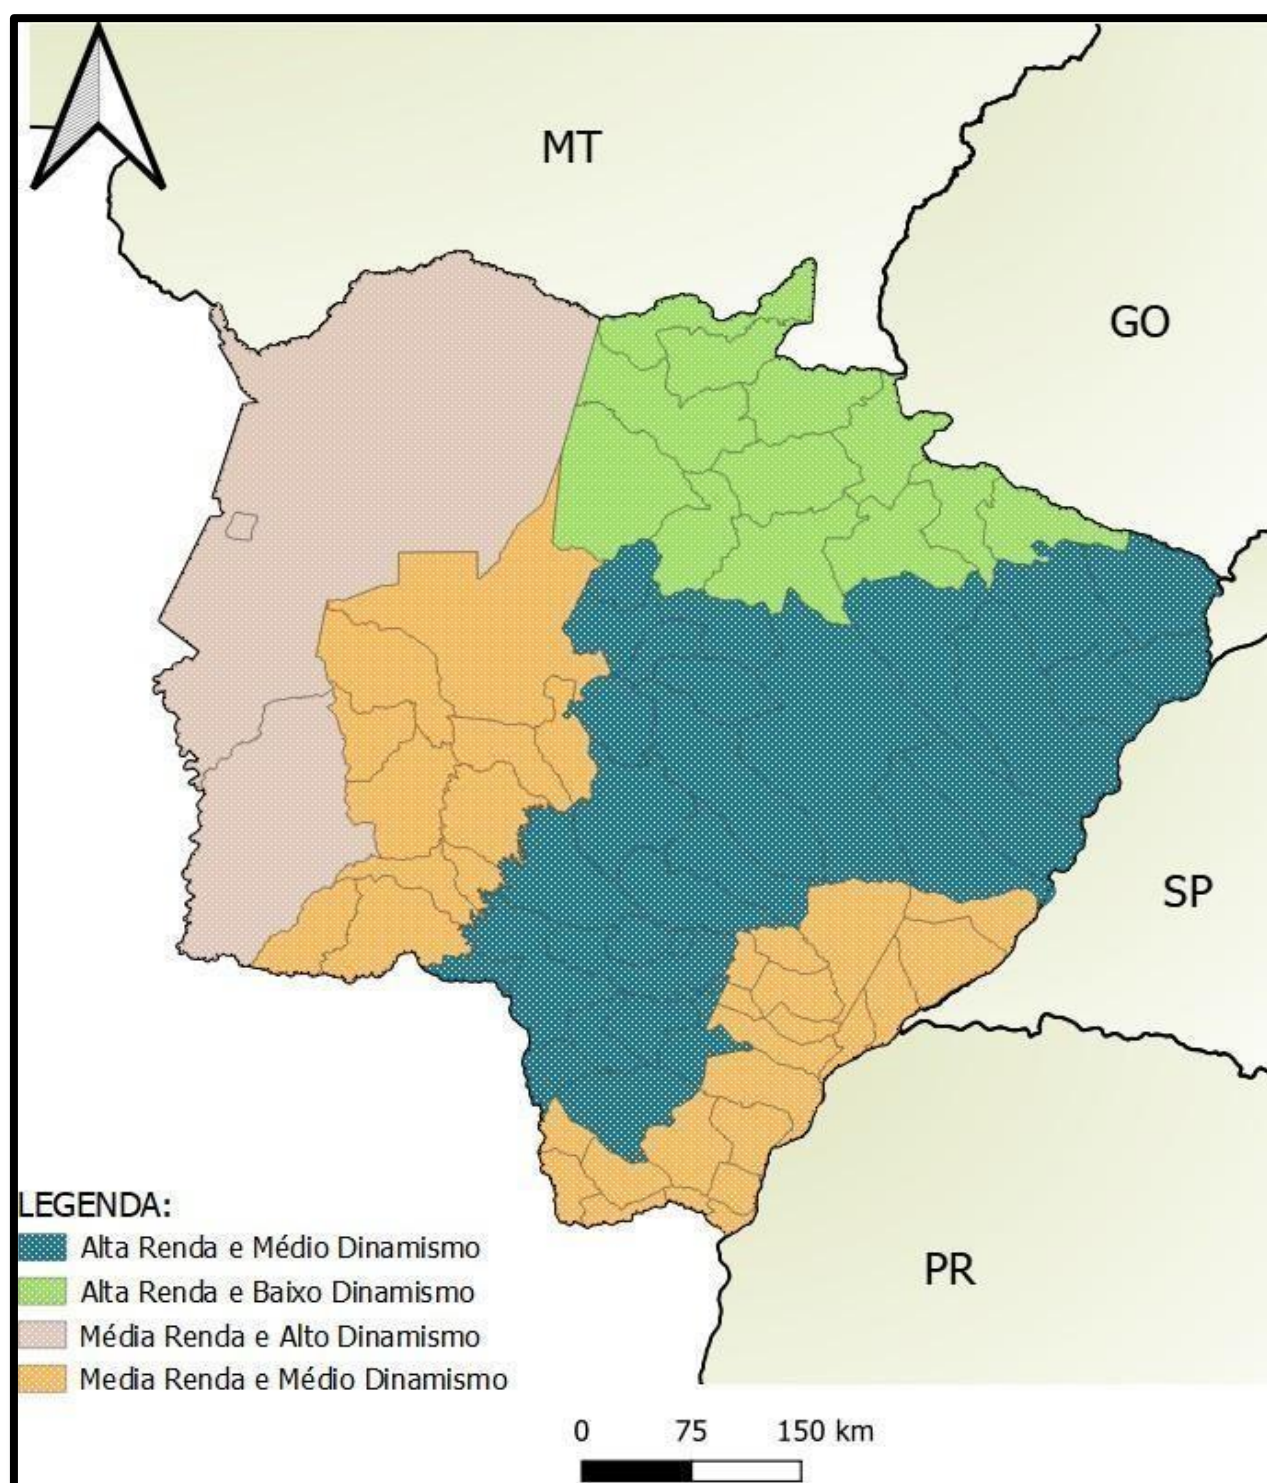 MT
GO
SP
PR
LEGENDA:
Alta Renda e Médio Dinamismo
Alta Renda e Baixo Dinamismo
Média Renda e Alto Dinamismo
Media Renda e Médio Dinamismo
0 75 150 km